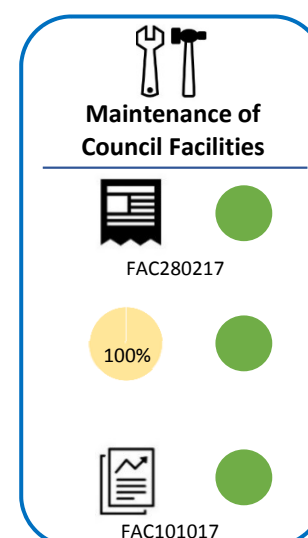 Maintenance of
Council Facilities
FAC280217
100%
FAC101017